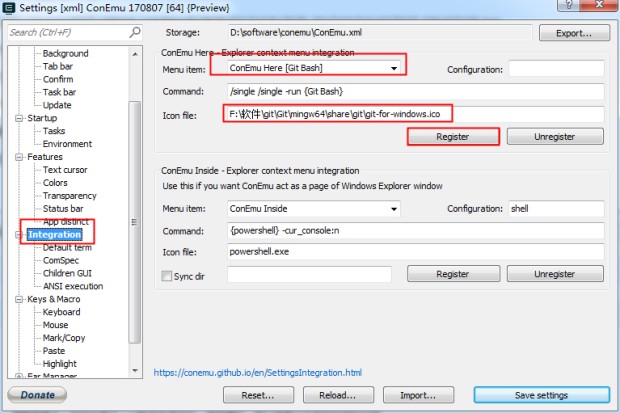 Settings [xml] ConEmu 170807 [64] {Preview}
Search (Ctrl+F)
Storage: D:\software\conemu\ConEmu.xml Export...
Background
Tab bar
Confirm
Task bar
Update
Startup
Tasks
Environment
Features
Text cursor
Colors
Transparency
Status bar
App distinct
Integration
Default term
ComSpec
Children GUI
ANSI execution
Keys & Macro
Keyboard
Mouse
Mark/Copy
Paste
Highlight
Far Manager
ConEmu Here - Explorer context menu integration
Menu item: ConEmu Here [Git Bash] Configuration:
Command: /single /single -run {Git Bash}
Icon file: F:\软件\git\Git\mingw64\share\git\git-for-windows.ico
Register Unregister
ConEmu Inside - Explorer context menu integration
Use this if you want ConEmu act as a page of Windows Explorer window
Menu item: ConEmu Inside Configuration: shell
Command: {powershell} -cur_console:n
Icon file: powershell.exe
Sync dir Register Unregister
https://conemu.github.io/en/SettingsIntegration.html
Donate Reset... Reload... Import... Save settings